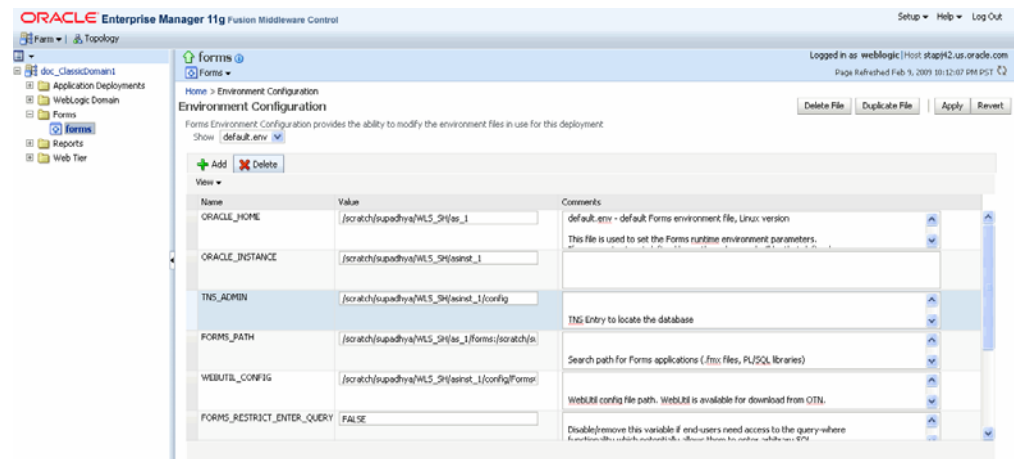 ORACLE Enterprise Manager 11g Fusion Middleware Control
Setup Help Log Out
Farm Topology
doc_ClassicDomain1
Application Deployments
WebLogic Domain
Forms
forms
Reports
Web Tier
forms
Logged in as weblogic|Host stapj42.us.oracle.com
Forms
Page Refreshed Feb 9, 2009 10:12:07 PM PST
Home > Environment Configuration
Environment Configuration
Delete File Duplicate File Apply Revert
Forms Environment Configuration provides the ability to modify the environment files in use for this deployment
Show default.env
Add Delete
View
Name Value Comments
ORACLE_HOME /scratch/supadhya/WLS_SH/as_1 default.env - default Forms environment file, Linux version
This file is used to set the Forms runtime environment parameters.
ORACLE_INSTANCE /scratch/supadhya/WLS_SH/asinst_1
TNS_ADMIN /scratch/supadhya/WLS_SH/asinst_1/config
TNS Entry to locate the database
FORMS_PATH /scratch/supadhya/WLS_SH/as_1/forms:/scratch/su
Search path for Forms applications (.fmx files, PL/SQL libraries)
WEBUTIL_CONFIG /scratch/supadhya/WLS_SH/asinst_1/config/Forms
WebUtil config file path. WebUtil is available for download from OTN.
FORMS_RESTRICT_ENTER_QUERY FALSE
Disable/remove this variable if end-users need access to the query-where
functionality which potentially allows them to enter arbitrary SQL